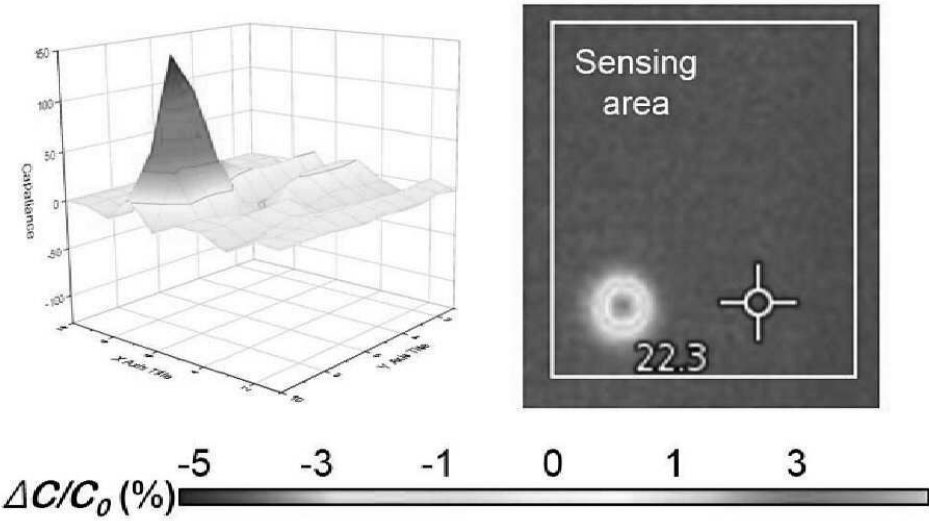 150
100
50
0
-50
-100
Capatiance
X Axis Title
Y Axis Title
Sensing
area
22.3
-5 -3 -1 0 1 3
ΔC/C₀ (%)